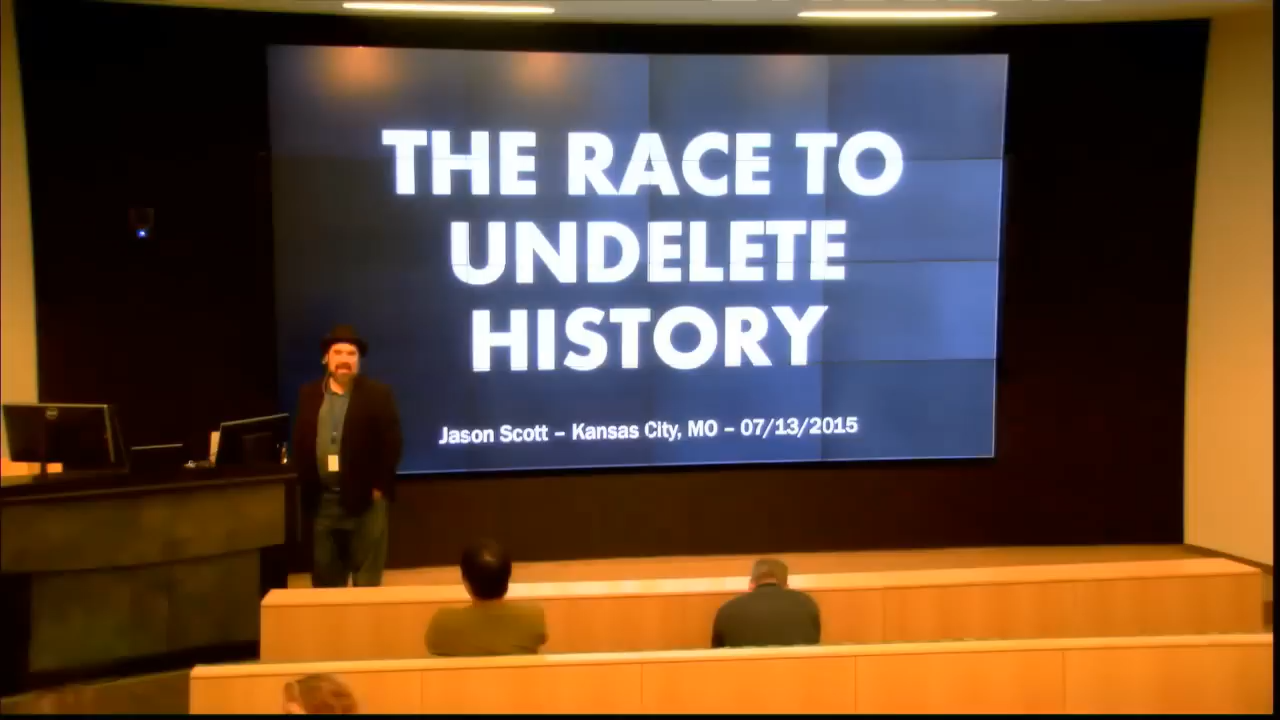 THE RACE TO
UNDELETE
HISTORY
Jason Scott – Kansas City, MO – 07/13/2015